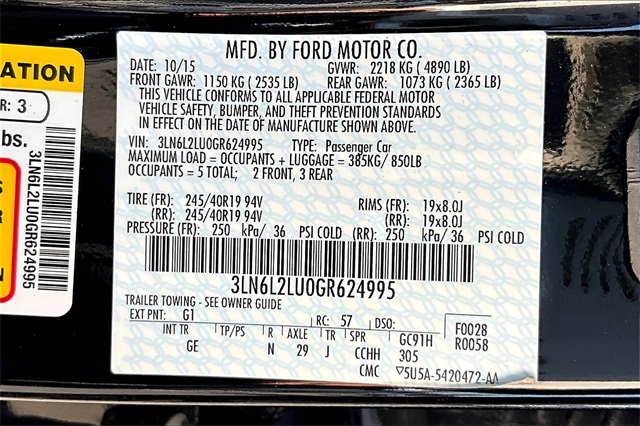 ATION
R: 3
bs.
&
N
3LN6L2LU0GR624995
MFD. BY FORD MOTOR CO.
DATE: 10/15 GVWR: 2218 KG ( 4890 LB)
FRONT GAWR: 1150 KG ( 2535 LB) REAR GAWR: 1073 KG ( 2365 LB)
THIS VEHICLE CONFORMS TO ALL APPLICABLE FEDERAL MOTOR
VEHICLE SAFETY, BUMPER, AND THEFT PREVENTION STANDARDS
IN EFFECT ON THE DATE OF MANUFACTURE SHOWN ABOVE.
VIN: 3LN6L2LU0GR624995 TYPE: Passenger Car
MAXIMUM LOAD = OCCUPANTS + LUGGAGE = 385KG/ 850LB
OCCUPANTS = 5 TOTAL; 2 FRONT, 3 REAR
TIRE (FR): 245/40R19 94V RIMS (FR): 19x8.0J
(RR): 245/40R19 94V (RR): 19x8.0J
PRESSURE (FR): 250 kPa/ 36 PSI COLD (RR): 250 kPa/ 36 PSI COLD
3LN6L2LU0GR624995
TRAILER TOWING - SEE OWNER GUIDE
EXT PNT: G1 RC: 57 DSO: F0028
INT TR TP/PS R AXLE TR SPR GC91H R0058
GE N 29 J CCHH 305
CMC ▽5U5A-5420472-AA